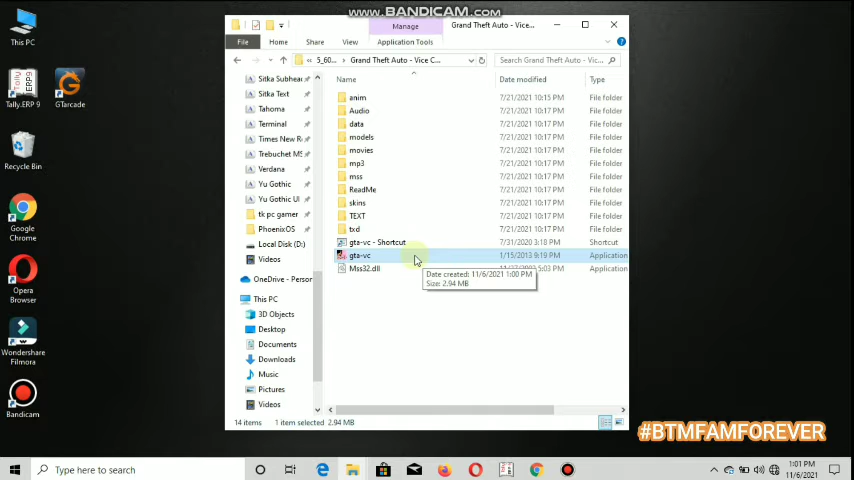 WWW.BANDICAM.COM
This PC
Tally.ERP 9
GTarcade
Recycle Bin
Google
Chrome
Opera
Browser
Wondershare
Filmora
Bandicam
Manage
Grand Theft Auto - Vice...
File
Home
Share
View
Application Tools
« 5_60...
Grand Theft Auto - Vice C...
Search Grand Theft Auto - Vic...
Name
Date modified
Type
Sitka Subhead
Sitka Text
Tahoma
Terminal
Times New Ro
Trebuchet MS
Verdana
Yu Gothic
Yu Gothic UI
tk pc gamer
PhoenixOS
Local Disk (D:)
Videos
OneDrive - Person
This PC
3D Objects
Desktop
Documents
Downloads
Music
Pictures
Videos
anim 7/21/2021 10:15 PM File folder
Audio 7/21/2021 10:17 PM File folder
data 7/21/2021 10:17 PM File folder
models 7/21/2021 10:17 PM File folder
movies 7/21/2021 10:17 PM File folder
mp3 7/21/2021 10:17 PM File folder
mss 7/21/2021 10:17 PM File folder
ReadMe 7/21/2021 10:17 PM File folder
skins 7/21/2021 10:17 PM File folder
TEXT 7/21/2021 10:17 PM File folder
txd 7/21/2021 10:17 PM File folder
gta-vc - Shortcut 7/31/2020 3:18 PM Shortcut
gta-vc 1/15/2013 9:19 PM Application
Mss32.dll 5:03 PM Application
Date created: 11/6/2021 1:00 PM
Size: 2.94 MB
14 items 1 item selected 2.94 MB
#BTMFAMFOREVER
Type here to search
1:01 PM
11/6/2021